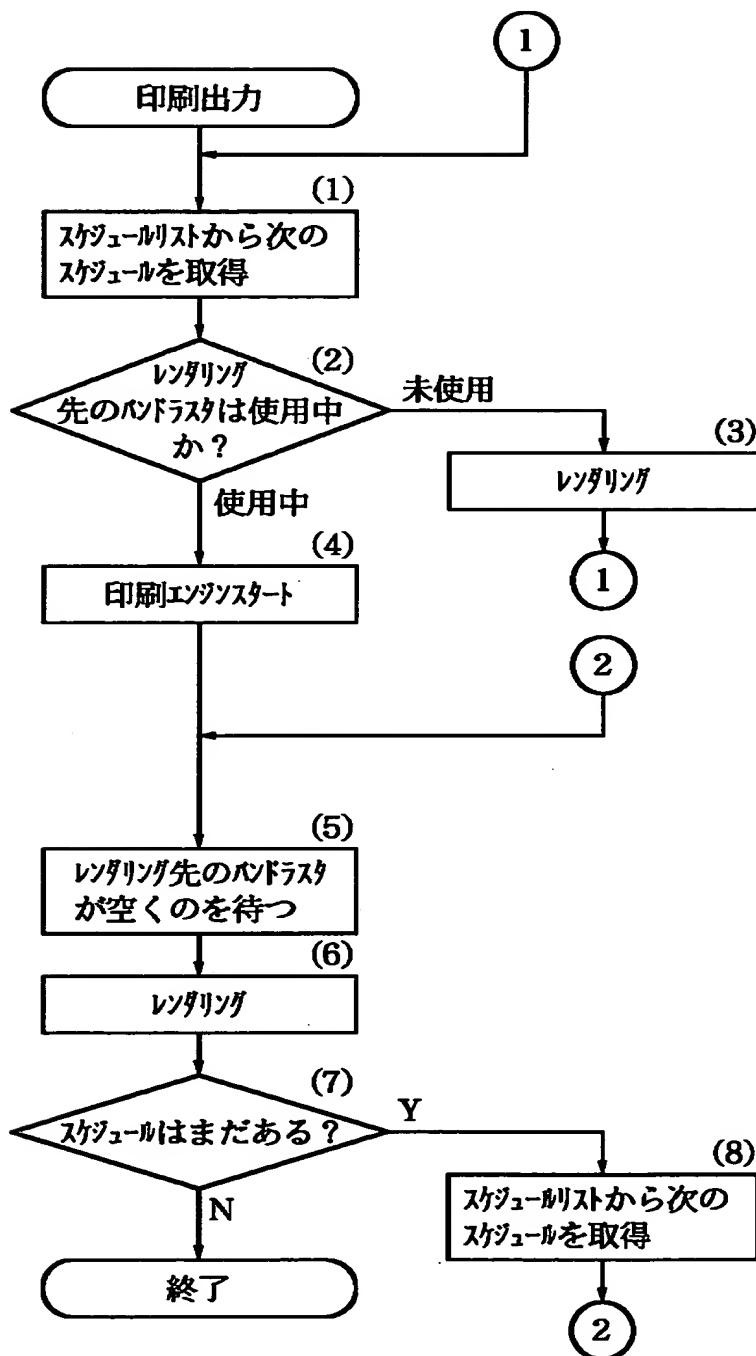 1
印刷出力
(1)
スケジュールリストから次の
スケジュールを取得
(2)
レンダリング
先のバンドラスタは使用中
か?
未使用
(3)
レンダリング
1
使用中
(4)
印刷エンジンスタート
2
(5)
レンダリング先のバンドラスタ
が空くのを待つ
(6)
レンダリング
(7)
スケジュールはまだある?
Y
(8)
スケジュールリストから次の
スケジュールを取得
2
N
終了